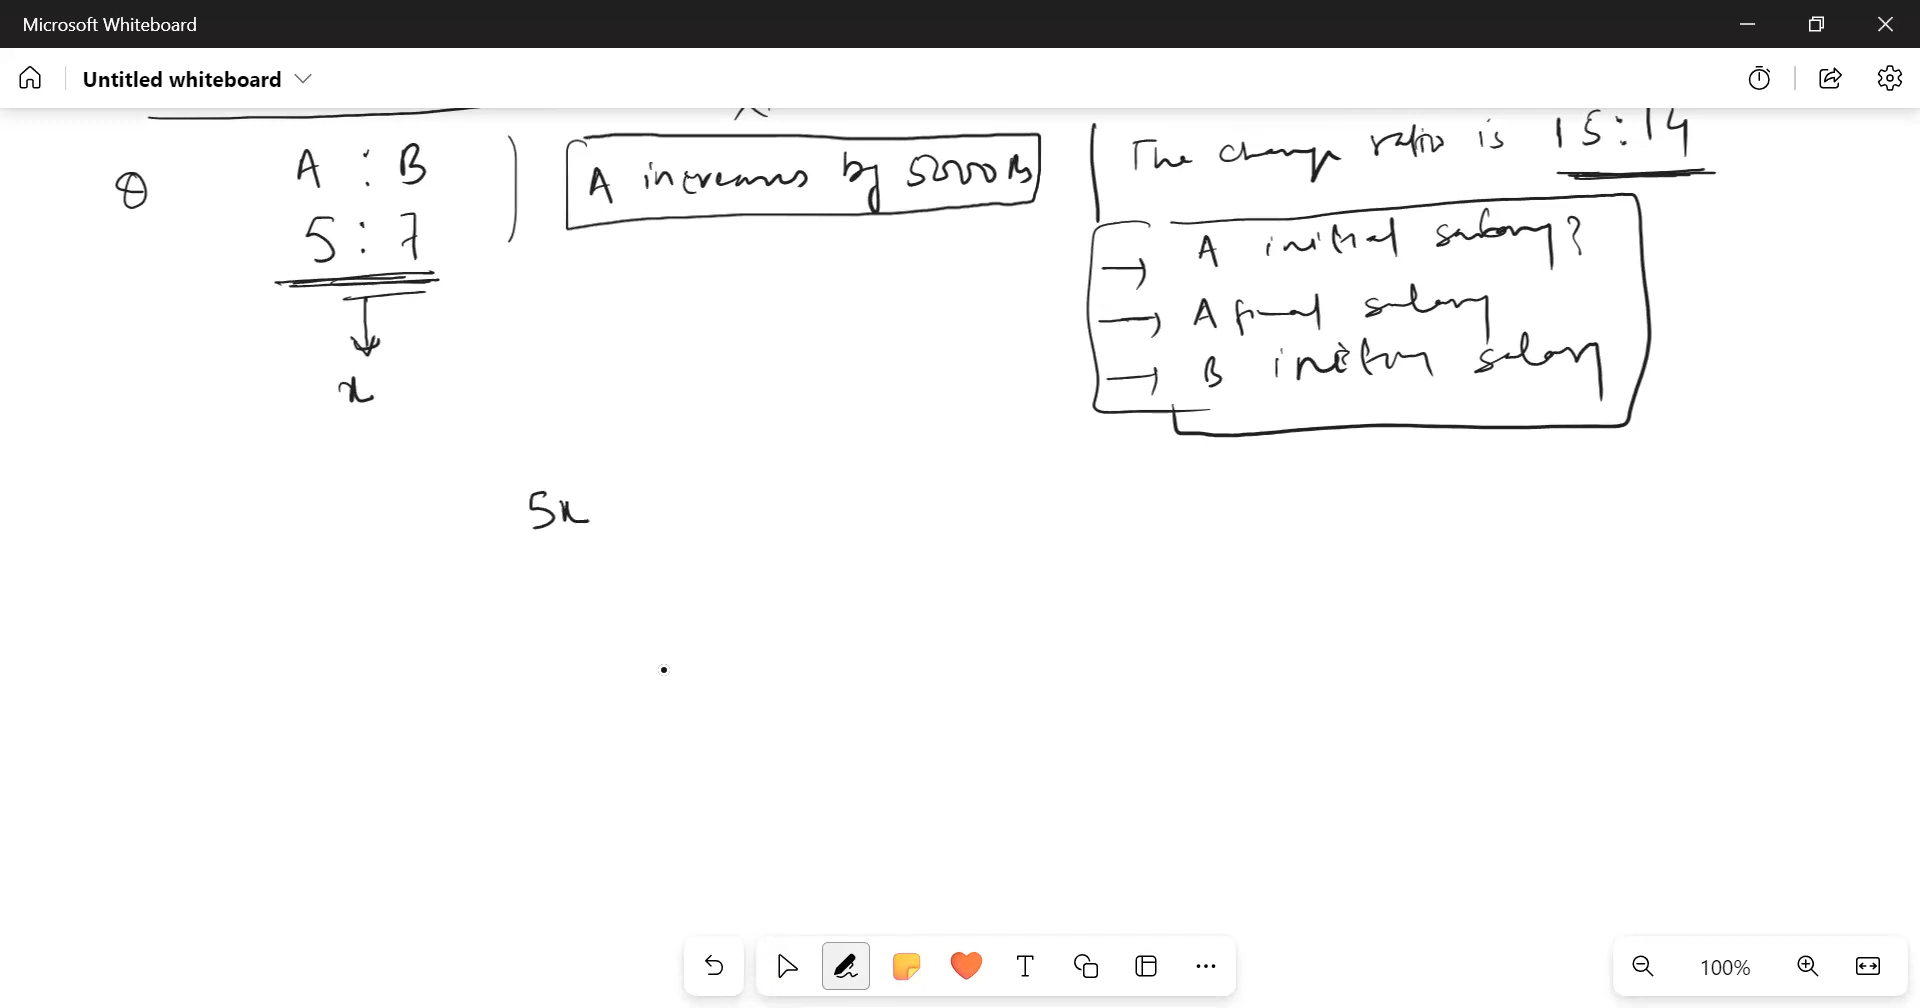 Microsoft Whiteboard
Untitled whiteboard
A : B
5 : 7
x
A increases by 5000 Rs
The change ratio is 15:14
→ A initial salary?
→ A final salary
→ B initial salary
5x
T
100%